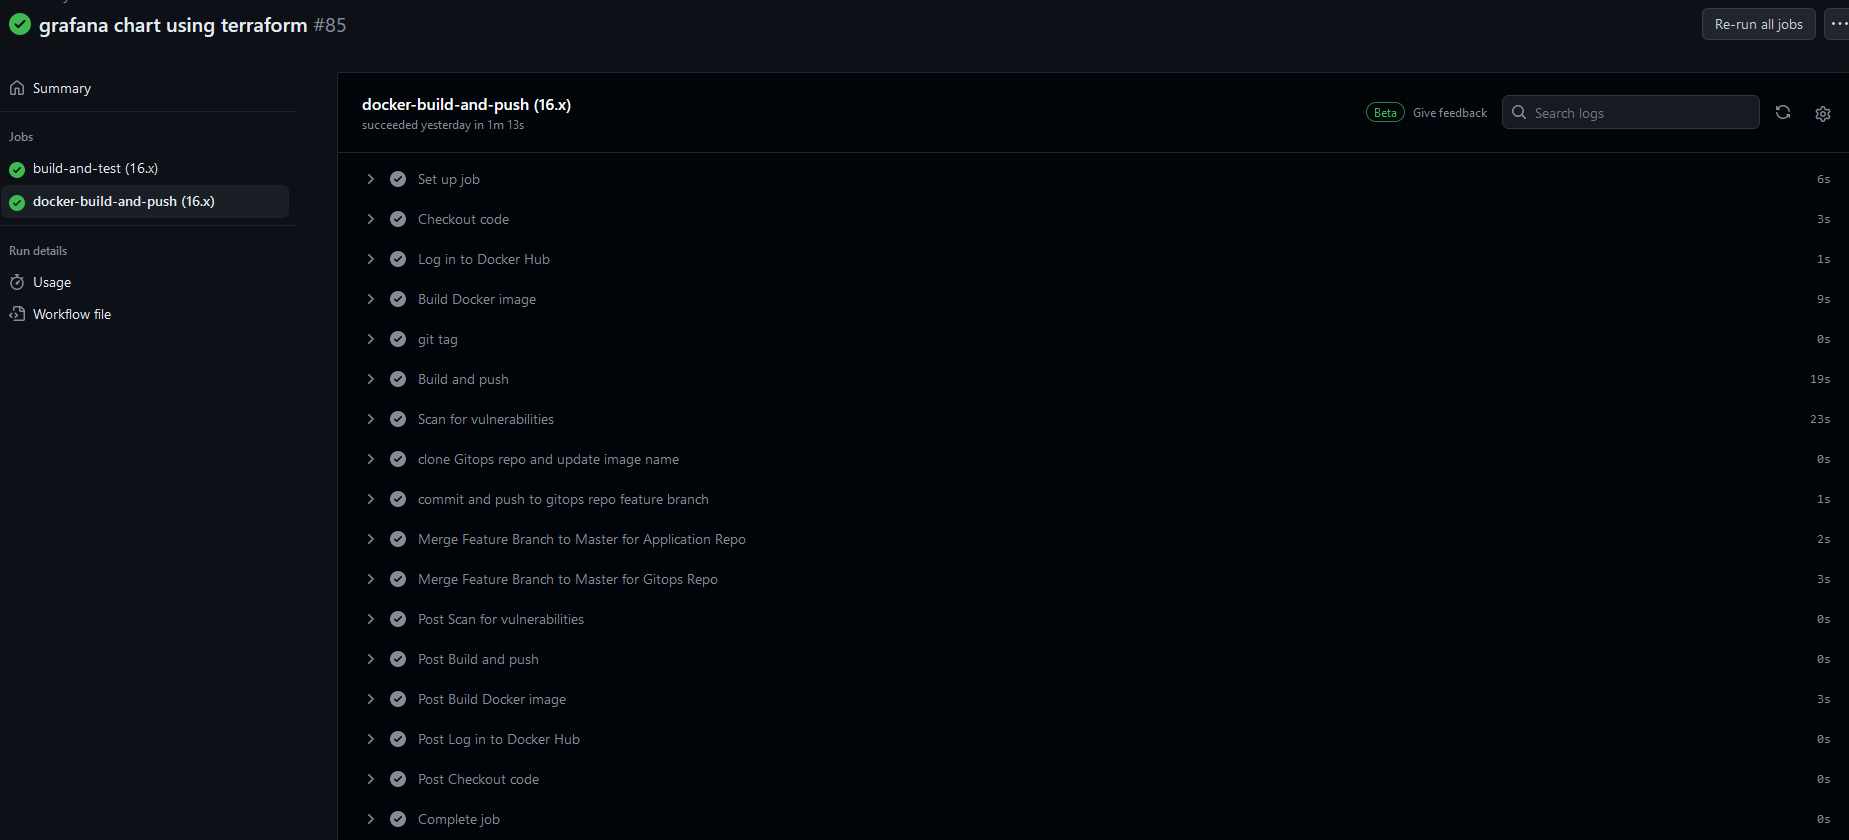 grafana chart using terraform #85
Re-run all jobs
Summary
Jobs
build-and-test (16.x)
docker-build-and-push (16.x)
Run details
Usage
Workflow file
docker-build-and-push (16.x)
succeeded yesterday in 1m 13s
Beta Give feedback
Search logs
Set up job 6s
Checkout code 3s
Log in to Docker Hub 1s
Build Docker image 9s
git tag 0s
Build and push 19s
Scan for vulnerabilities 23s
clone Gitops repo and update image name 0s
commit and push to gitops repo feature branch 1s
Merge Feature Branch to Master for Application Repo 2s
Merge Feature Branch to Master for Gitops Repo 3s
Post Scan for vulnerabilities 0s
Post Build and push 0s
Post Build Docker image 3s
Post Log in to Docker Hub 0s
Post Checkout code 0s
Complete job 0s